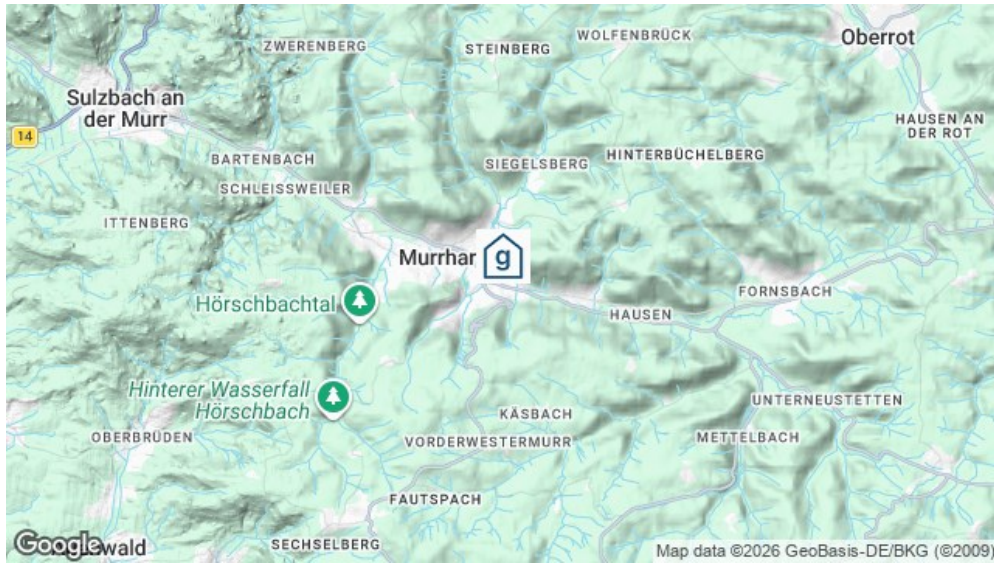 ZWERENBERG
STEINBERG
WOLFENBRÜCK
Oberrot
Sulzbach an
der Murr
14
HAUSEN AN
DER ROT
BARTENBACH
SIEGELSBERG
HINTERBÜCHELBERG
SCHLEISSWEILER
ITTENBERG
Murrhar
g
Hörschbachtal
FORNSBACH
HAUSEN
Hinterer Wasserfall
Hörschbach
UNTERNEUSTETTEN
KÄSBACH
OBERBRÜDEN
VORDERWESTERMURR
METTELBACH
FAUTSPACH
SECHSELBERG
Google
wald
Map data ©2026 GeoBasis-DE/BKG (©2009)